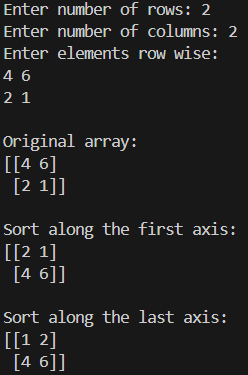 Enter number of rows: 2
Enter number of columns: 2
Enter elements row wise:
4 6
2 1
Original array:
[[4 6]
 [2 1]]
Sort along the first axis:
[[2 1]
 [4 6]]
Sort along the last axis:
[[1 2]
 [4 6]]